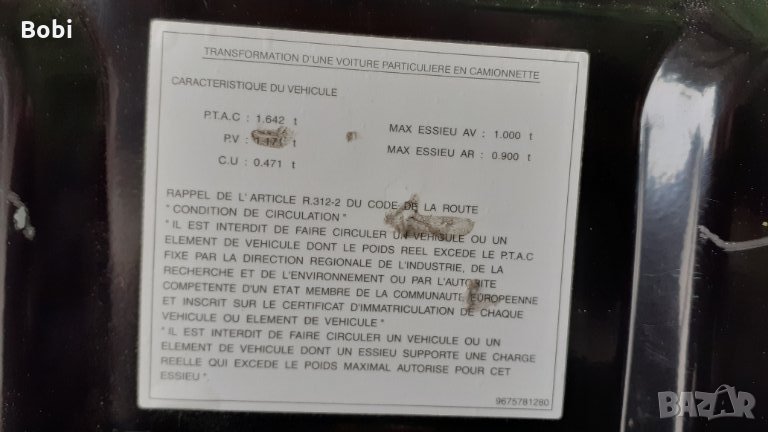 Bobi
TRANSFORMATION D'UNE VOITURE PARTICULIERE EN CAMIONNETTE
CARACTERISTIQUE DU VEHICULE
P.T.A.C : 1.642 t
MAX ESSIEU AV : 1.000 t
P.V : t
MAX ESSIEU AR : 0.900 t
C.U : 0.471 t
RAPPEL DE L'ARTICLE R.312-2 DU CODE DE LA ROUTE
"CONDITION DE CIRCULATION"
"IL EST INTERDIT DE FAIRE CIRCULER UN VEHICULE OU UN
ELEMENT DE VEHICULE DONT LE POIDS REEL EXCEDE LE P.T.A.C
FIXE PAR LA DIRECTION REGIONALE DE L'INDUSTRIE, DE LA
RECHERCHE ET DE L'ENVIRONNEMENT OU PAR L'AUTORITE
COMPETENTE D'UN ETAT MEMBRE DE LA COMMUNAUTE EUROPEENNE
ET INSCRIT SUR LE CERTIFICAT D'IMMATRICULATION DE CHAQUE
VEHICULE OU ELEMENT DE VEHICULE"
"IL EST INTERDIT DE FAIRE CIRCULER UN VEHICULE OU UN
ELEMENT DE VEHICULE DONT UN ESSIEU SUPPORTE UNE CHARGE
REELLE QUI EXCEDE LE POIDS MAXIMAL AUTORISE POUR CET
ESSIEU".
9675781280
BAZAR